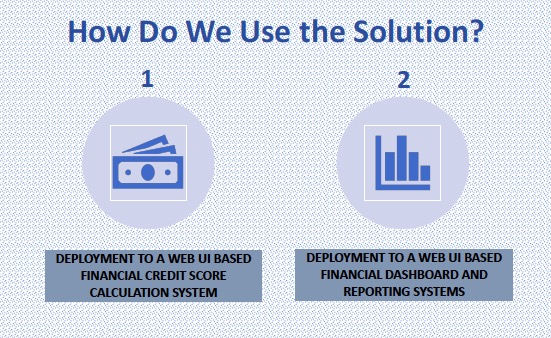 How Do We Use the Solution?
1
2
DEPLOYMENT TO A WEB UI BASED
FINANCIAL CREDIT SCORE
CALCULATION SYSTEM
DEPLOYMENT TO A WEB UI BASED
FINANCIAL DASHBOARD AND
REPORTING SYSTEMS